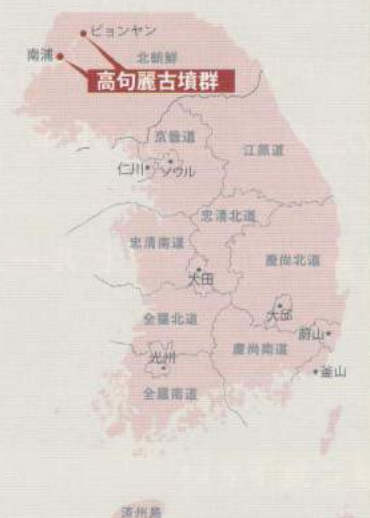 ピョンヤン
南浦
北朝鮮
高句麗古墳群
京畿道
江原道
仁川
ソウル
忠清北道
忠清南道
慶尚北道
大田
全羅北道
大邱
蔚山
光州
慶尚南道
釜山
全羅南道
済州島